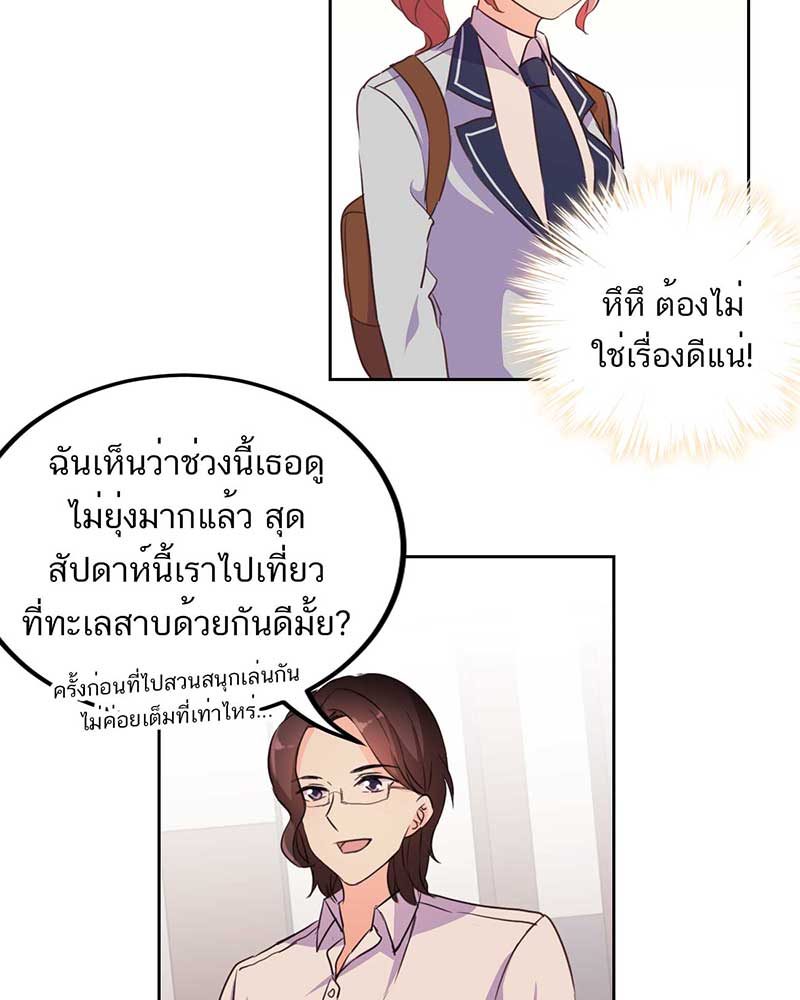 หึหึ ต้องไม่
ใช่เรื่องดีแน่!
ฉันเห็นว่าช่วงนี้เธอดู
ไม่ยุ่งมากแล้ว สุด
สัปดาห์นี้เราไปเที่ยว
ที่ทะเลสาบด้วยกันดีมั้ย?
ครั้งก่อนที่ไปสวนสนุกเล่นกัน
ไม่ค่อยเต็มที่เท่าไหร่...